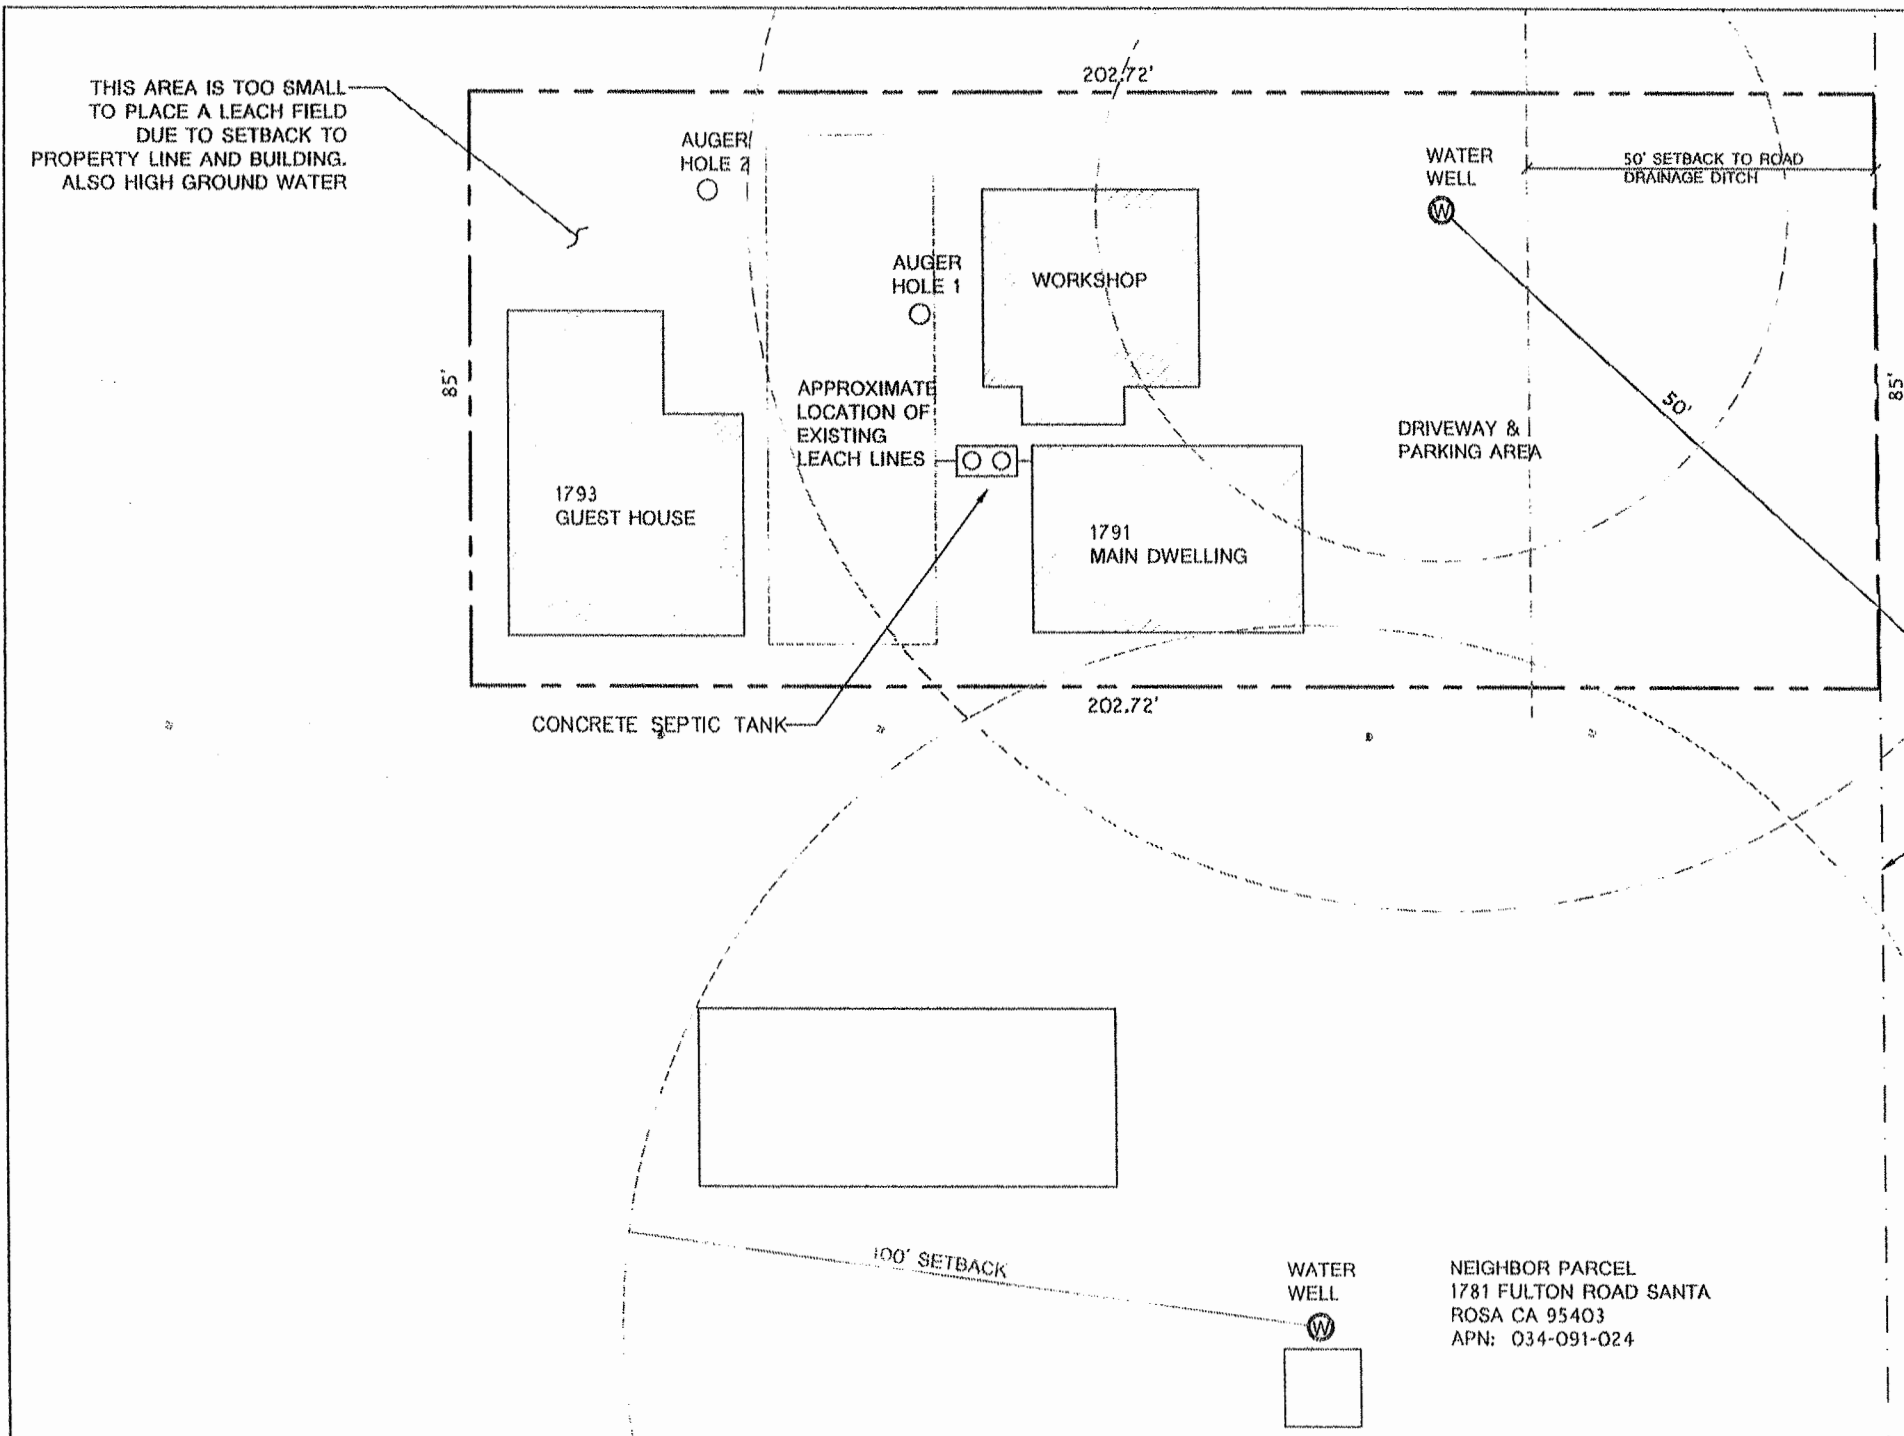 THIS AREA IS TOO SMALL
TO PLACE A LEACH FIELD
DUE TO SETBACK TO
PROPERTY LINE AND BUILDING.
ALSO HIGH GROUND WATER
202.72'
AUGER
HOLE 2
WATER
WELL
W
50' SETBACK TO ROAD
DRAINAGE DITCH
AUGER
HOLE 1
WORKSHOP
85'
85'
APPROXIMATE
LOCATION OF
EXISTING
LEACH LINES
50'
DRIVEWAY &
PARKING AREA
1793
GUEST HOUSE
1791
MAIN DWELLING
CONCRETE SEPTIC TANK
202.72'
100' SETBACK
WATER
WELL
W
NEIGHBOR PARCEL
1781 FULTON ROAD SANTA
ROSA CA 95403
APN: 034-091-024